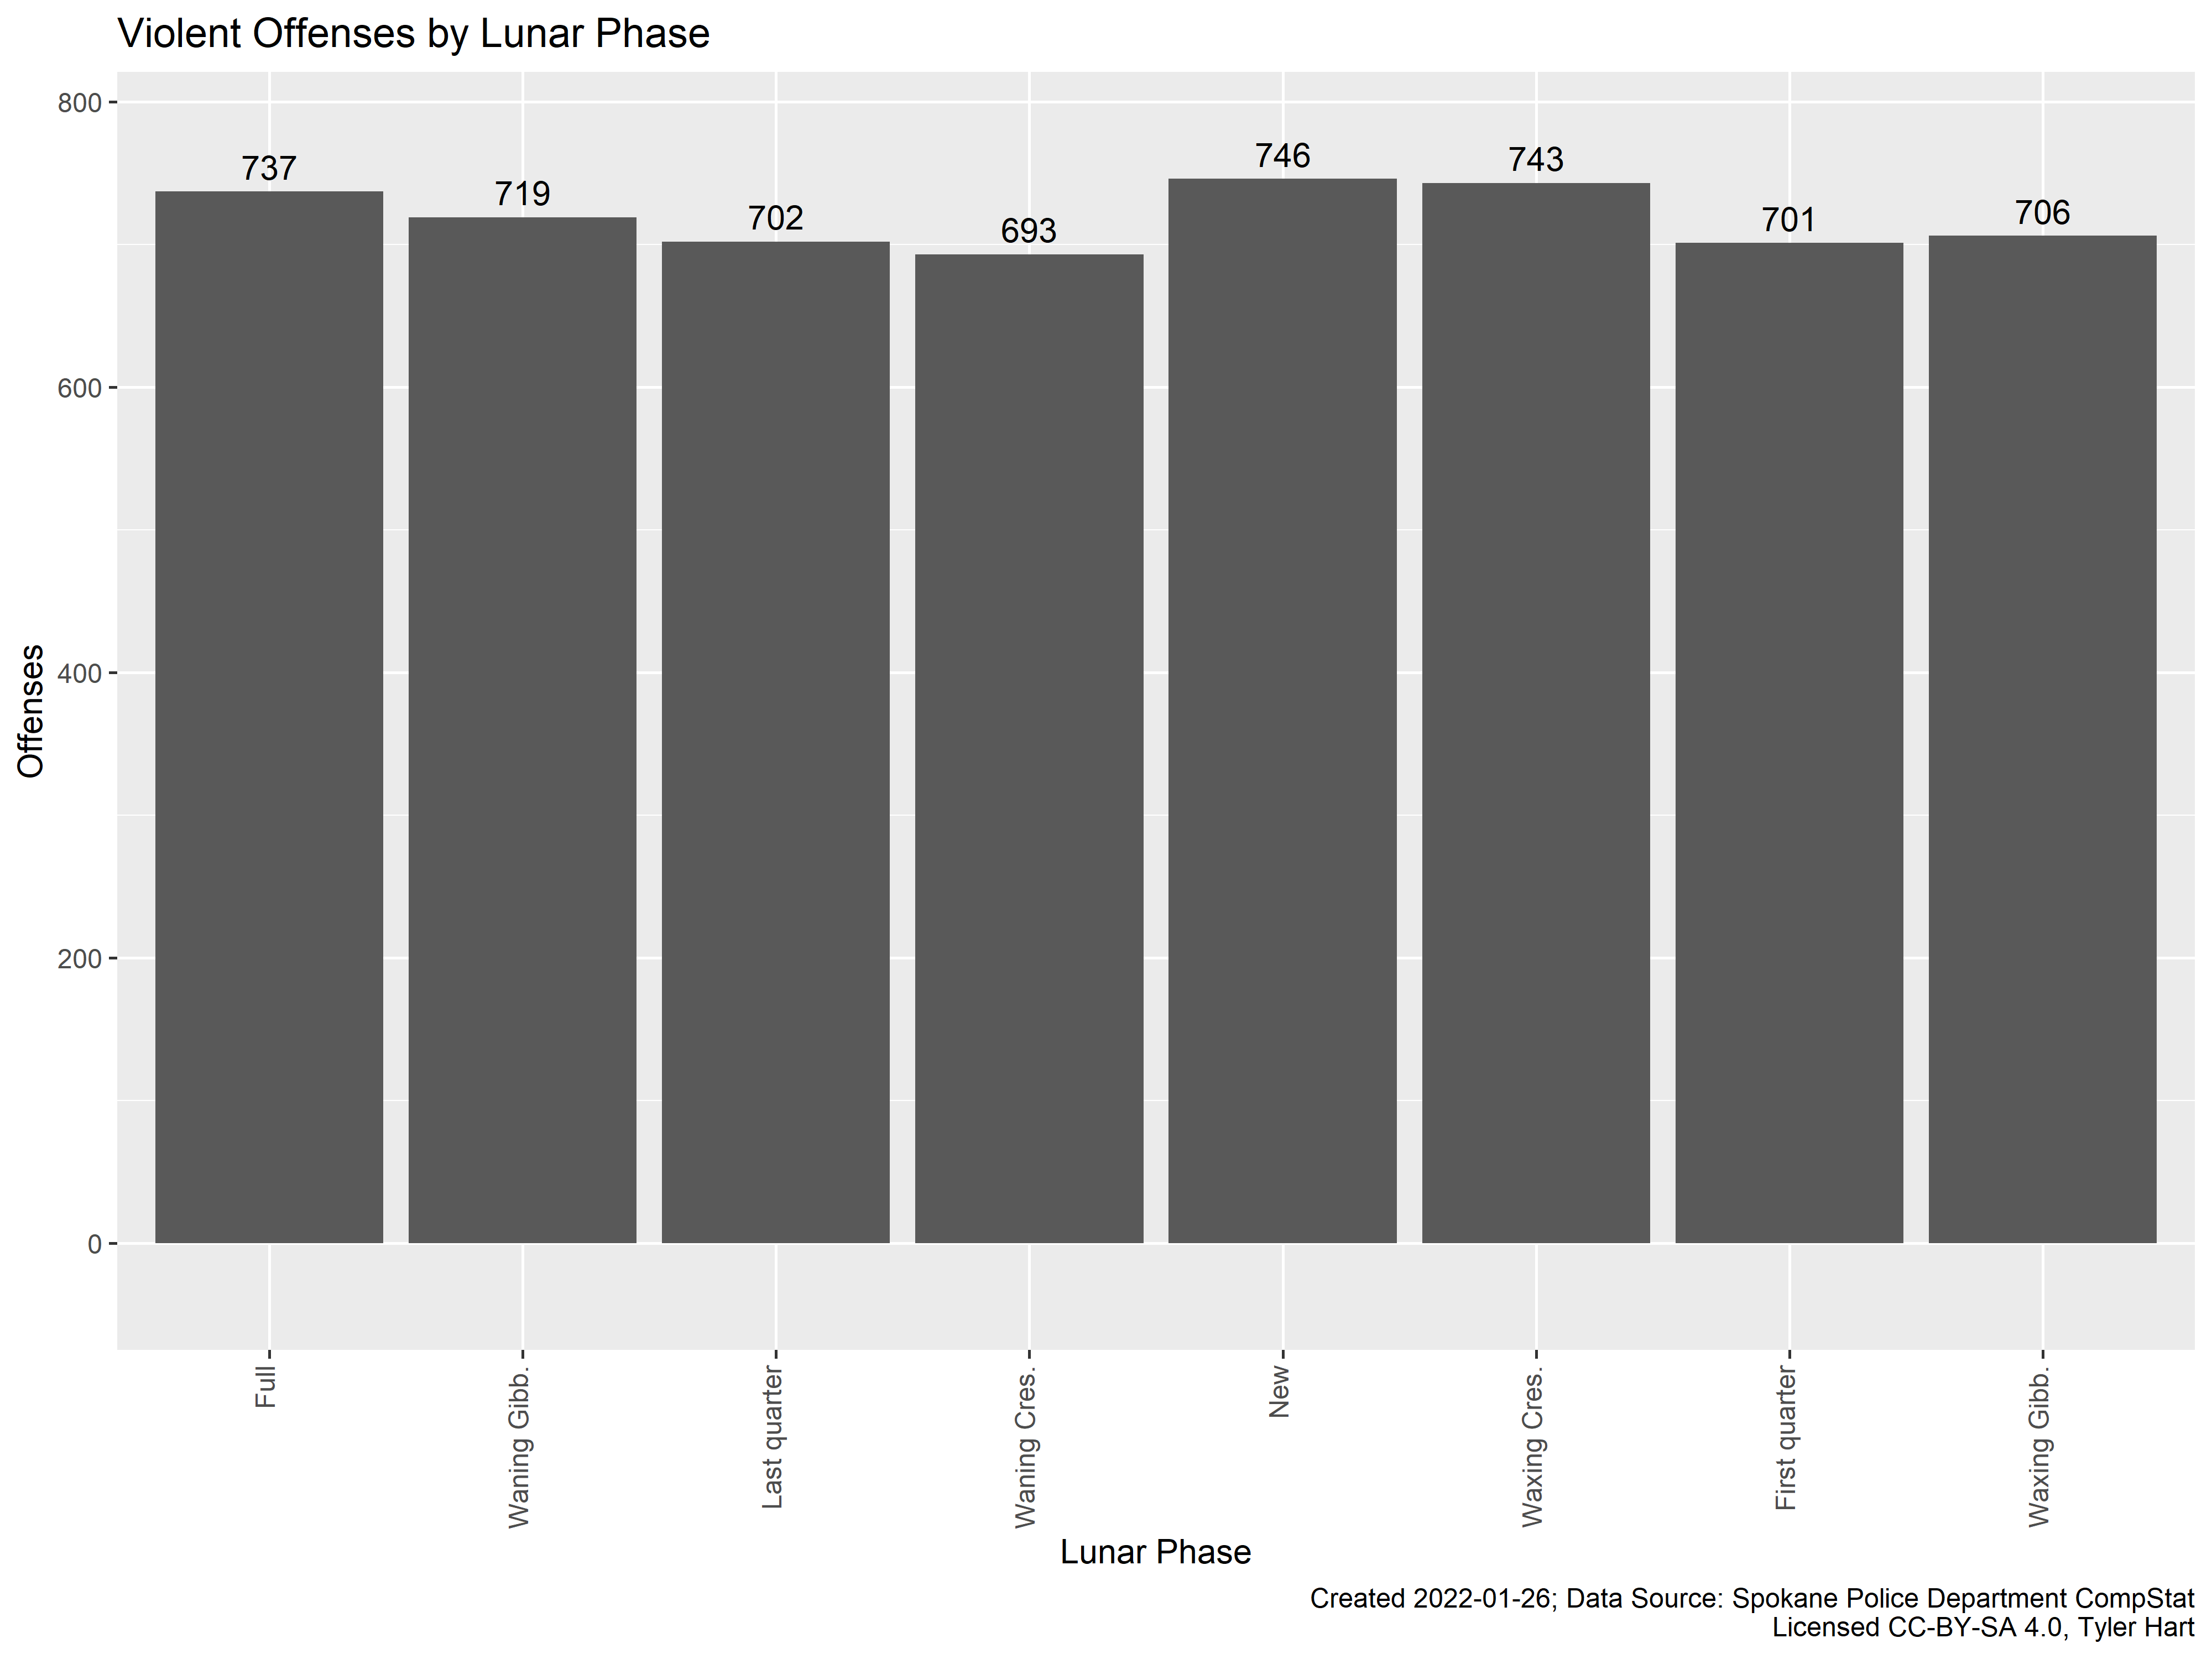 Violent Offenses by Lunar Phase
800
600
400
200
0
Offenses
737
719
702
693
746
743
701
706
Full
Waning Gibb.
Last quarter
Waning Cres.
New
Waxing Cres.
First quarter
Waxing Gibb.
Lunar Phase
Created 2022-01-26; Data Source: Spokane Police Department CompStat
Licensed CC-BY-SA 4.0, Tyler Hart